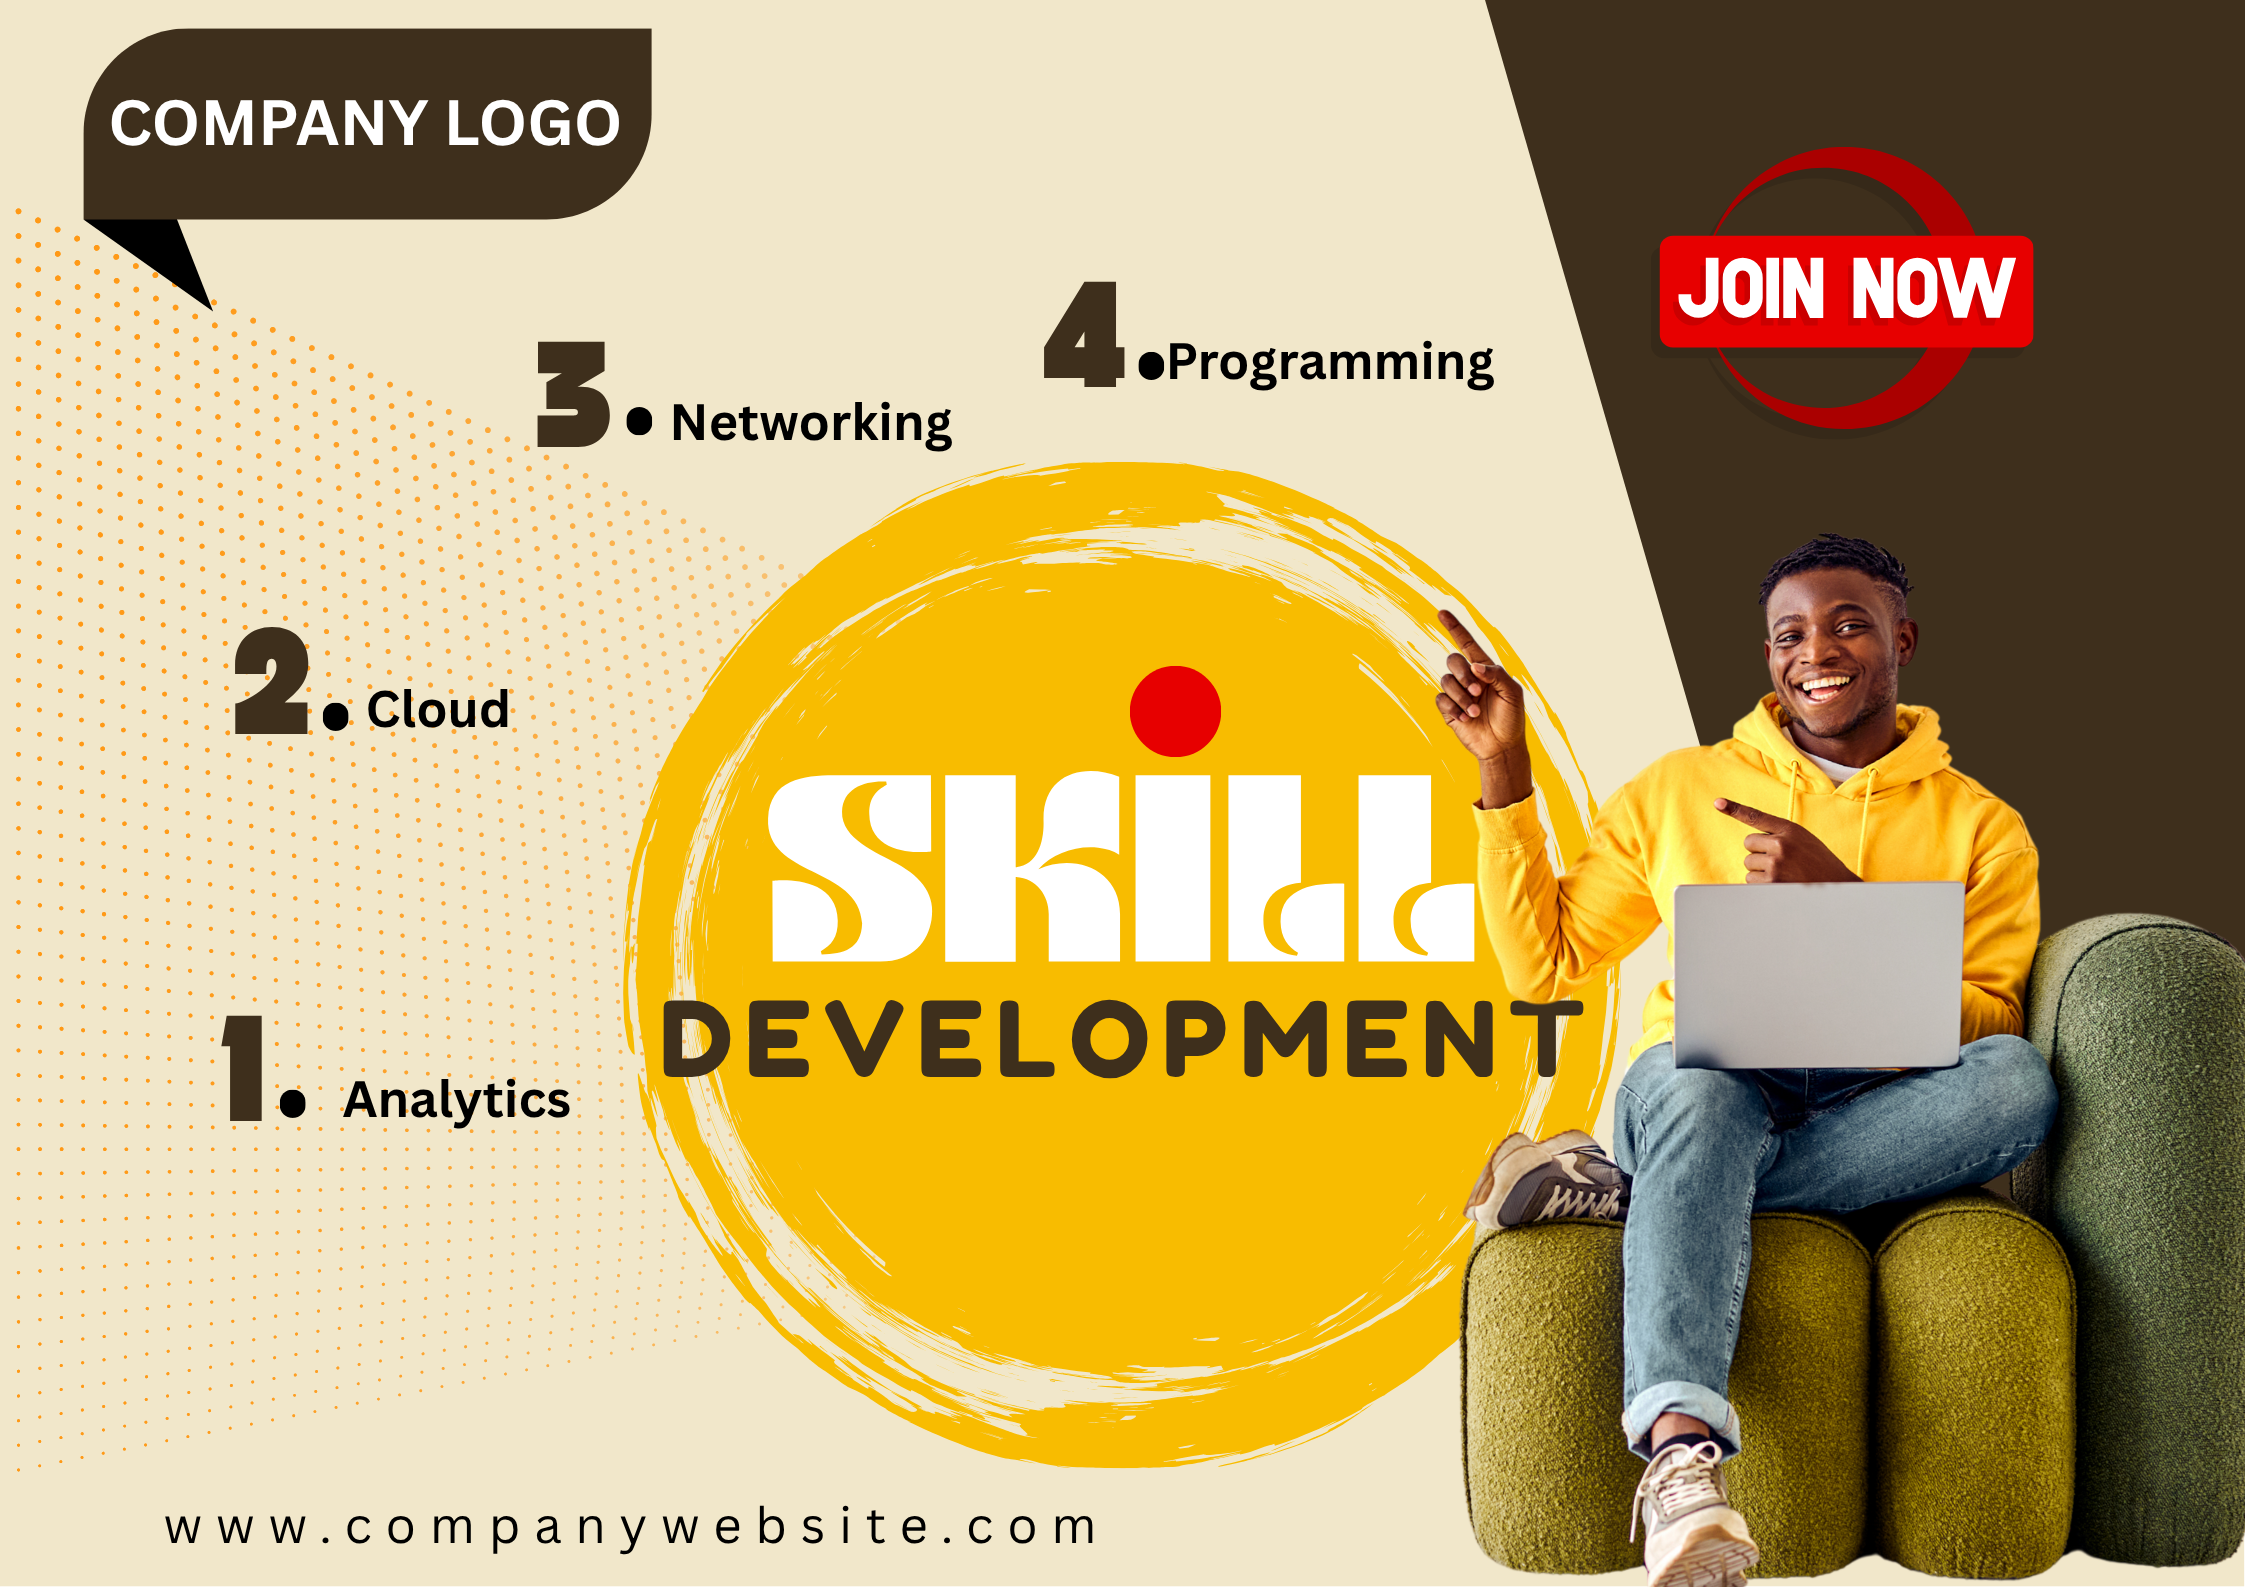 COMPANY LOGO
JOIN NOW
4.Programming
3. Networking
2. Cloud
1. Analytics
SKiLL
DEVELOPMENT
www.companywebsite.com